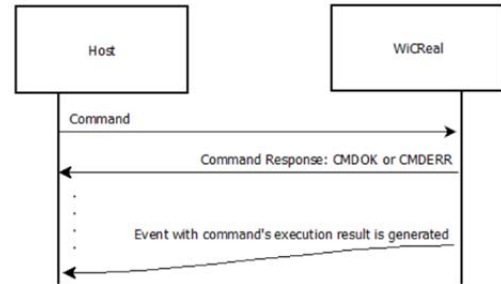 Host
WiCReal
Command
Command Response: CMDOK or CMDERR
Event with command's execution result is generated